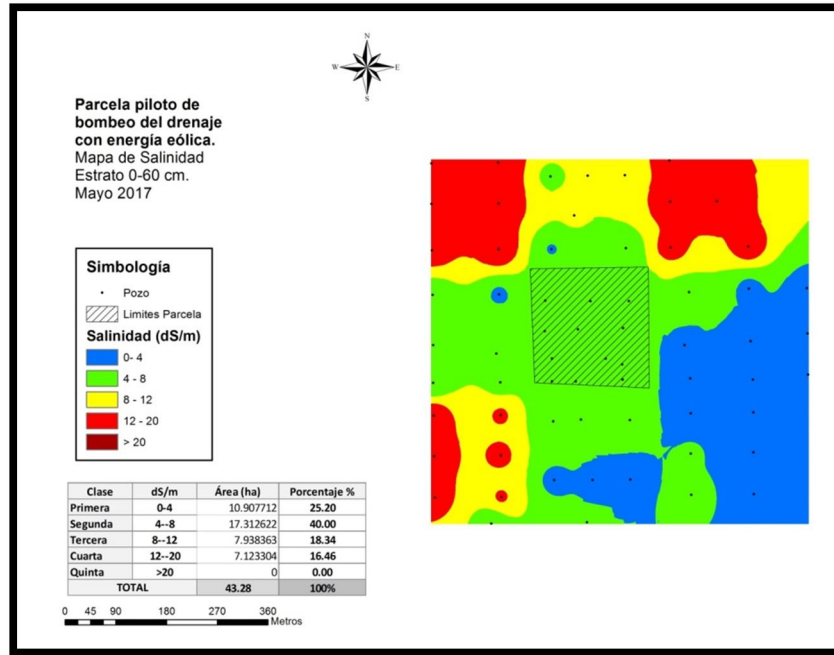 N
W E
S
Parcela piloto de
bombeo del drenaje
con energía eólica.
Mapa de Salinidad
Estrato 0-60 cm.
Mayo 2017
Simbología
Pozo
Limites Parcela
Salinidad (dS/m)
0- 4
4 - 8
8 - 12
12 - 20
> 20
Clase dS/m Área (ha) Porcentaje %
Primera 0-4 10.907712 25.20
Segunda 4--8 17.312622 40.00
Tercera 8--12 7.938363 18.34
Cuarta 12--20 7.123304 16.46
Quinta >20 0 0.00
TOTAL 43.28 100%
0 45 90 180 270 360
Metros